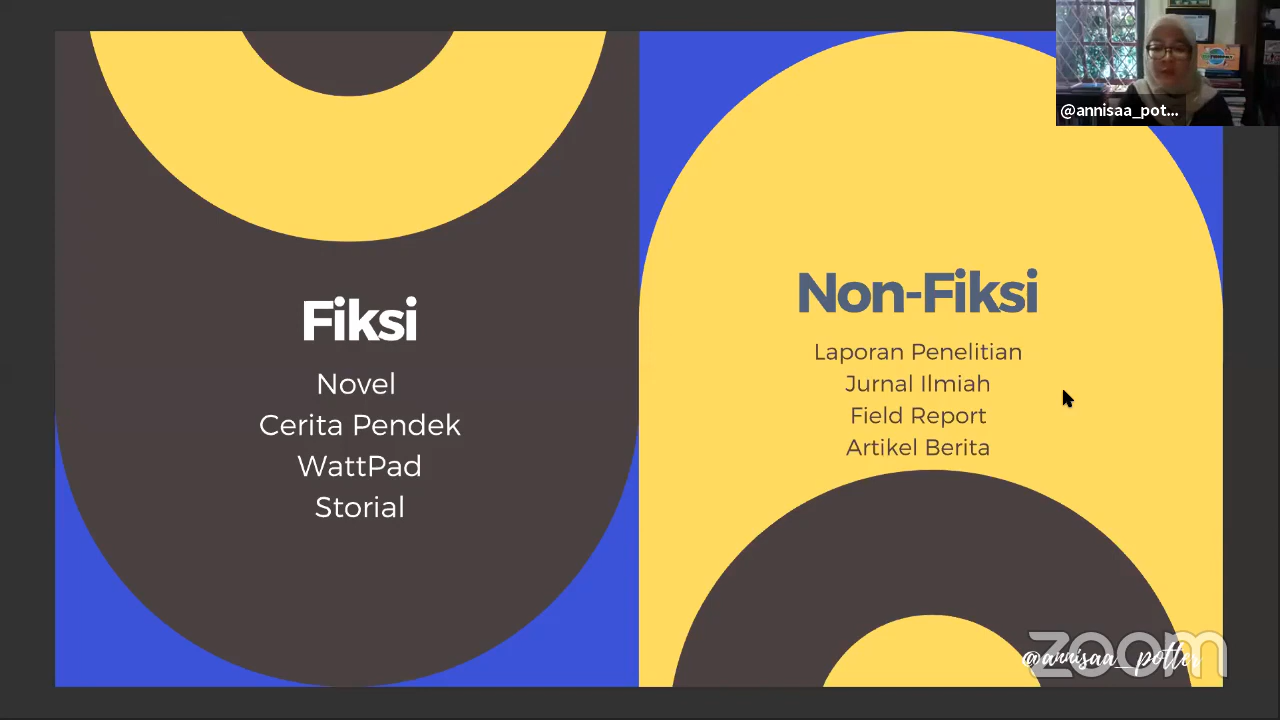 Fiksi
Novel
Cerita Pendek
WattPad
Storial
Non-Fiksi
Laporan Penelitian
Jurnal Ilmiah
Field Report
Artikel Berita
@annisaa_pot...
@annisaa_potter
zoom